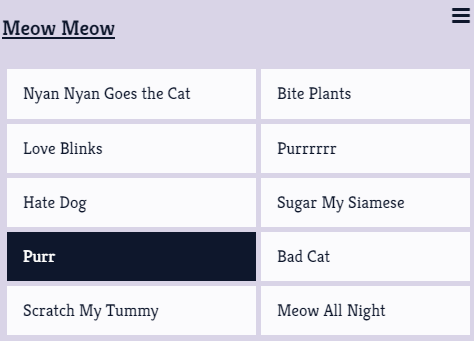 Meow Meow
Nyan Nyan Goes the Cat
Bite Plants
Love Blinks
Purrrrrr
Hate Dog
Sugar My Siamese
Purr
Bad Cat
Scratch My Tummy
Meow All Night